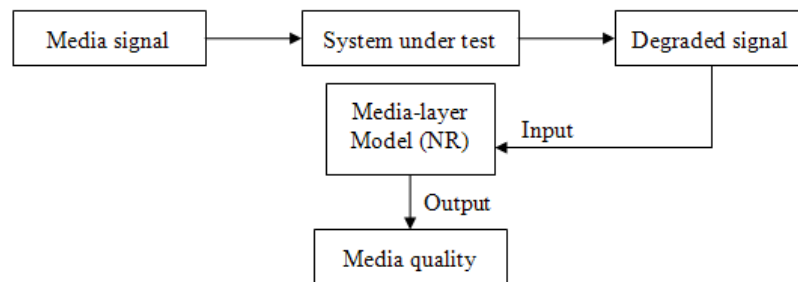 Media signal
System under test
Degraded signal
Media-layer
Model (NR)
Input
Output
Media quality